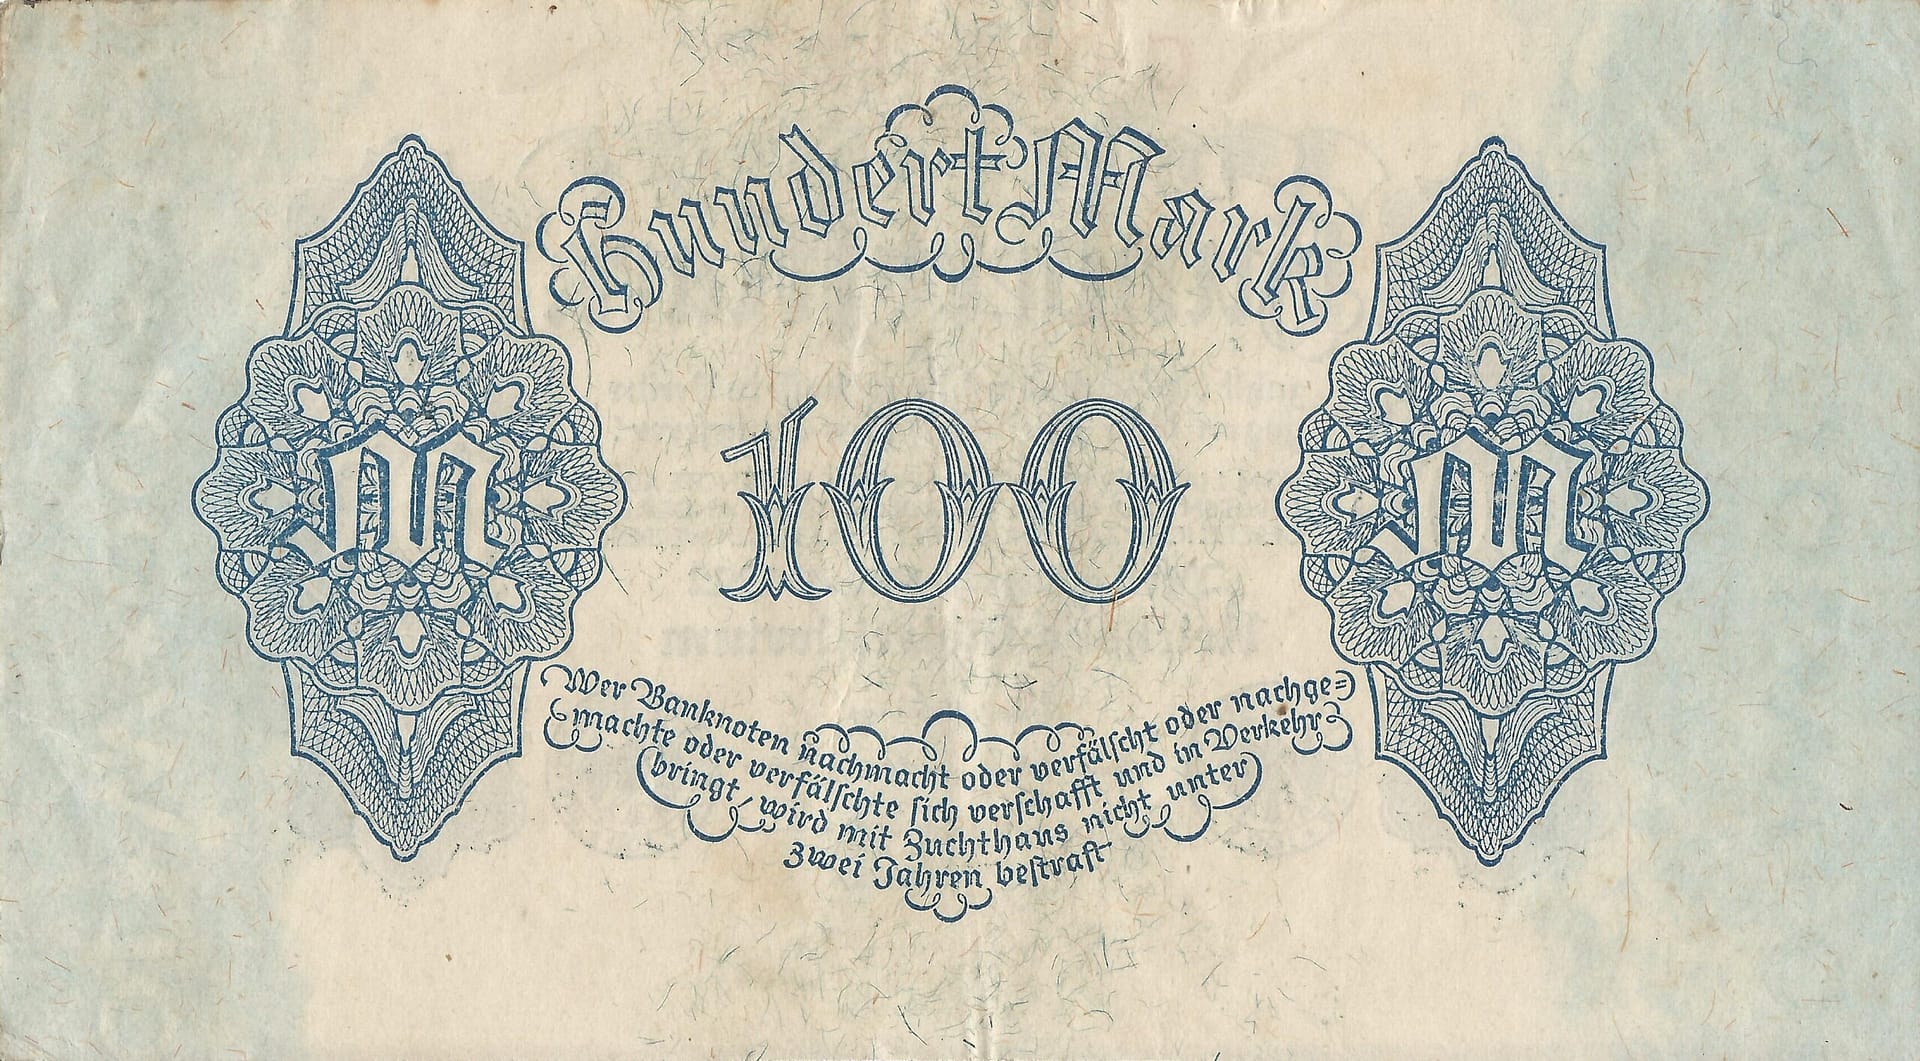 Hundert Mark
M
100
M
Wer Banknoten nachmacht oder verfälscht oder nachge=
machte oder verfälschte sich verschafft und in Verkehr
bringt, wird mit Zuchthaus nicht unter
zwei Jahren bestraft